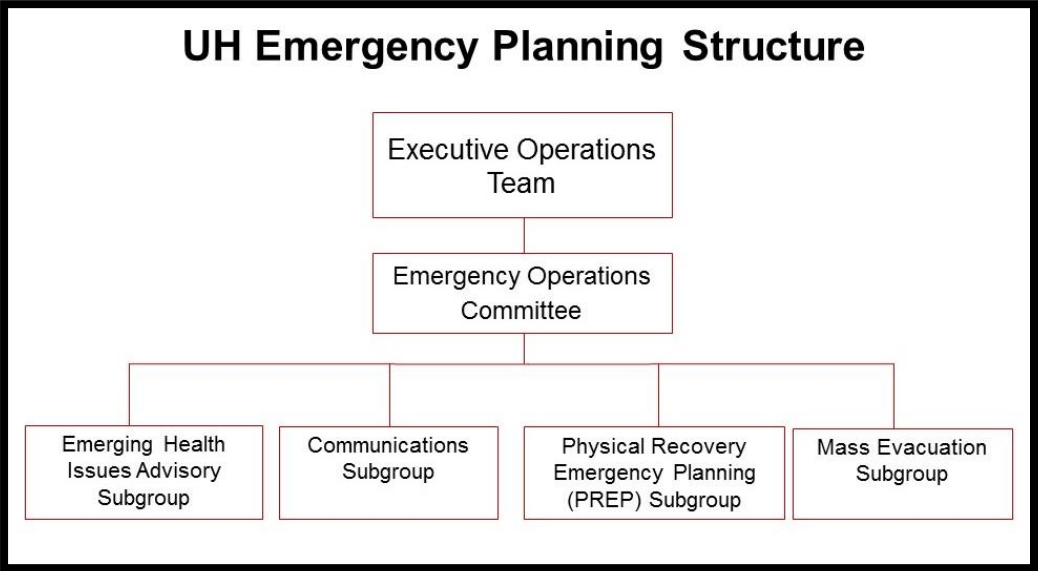 UH Emergency Planning Structure
Executive Operations
Team
Emergency Operations
Committee
Emerging Health
Issues Advisory
Subgroup
Communications
Subgroup
Physical Recovery
Emergency Planning
(PREP) Subgroup
Mass Evacuation
Subgroup